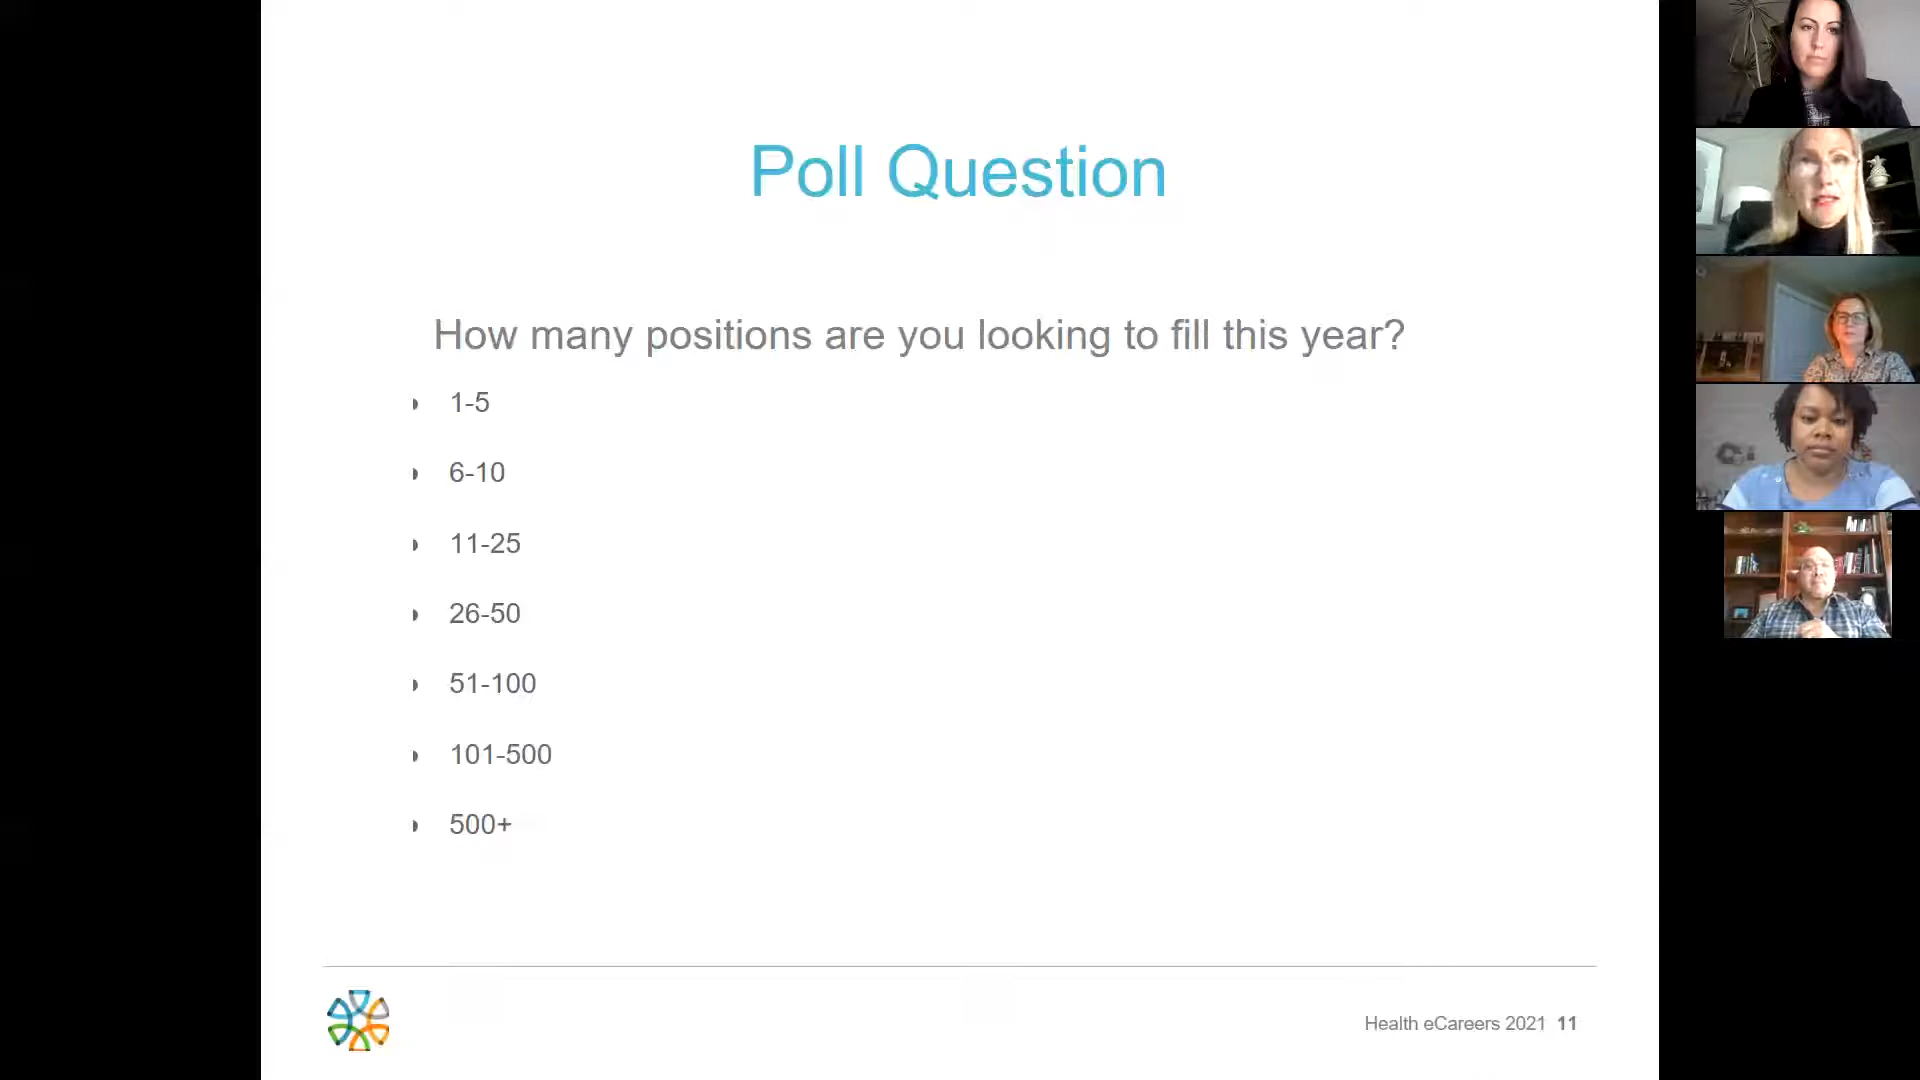 Poll Question
How many positions are you looking to fill this year?
1-5
6-10
11-25
26-50
51-100
101-500
500+
Health eCareers 2021 11